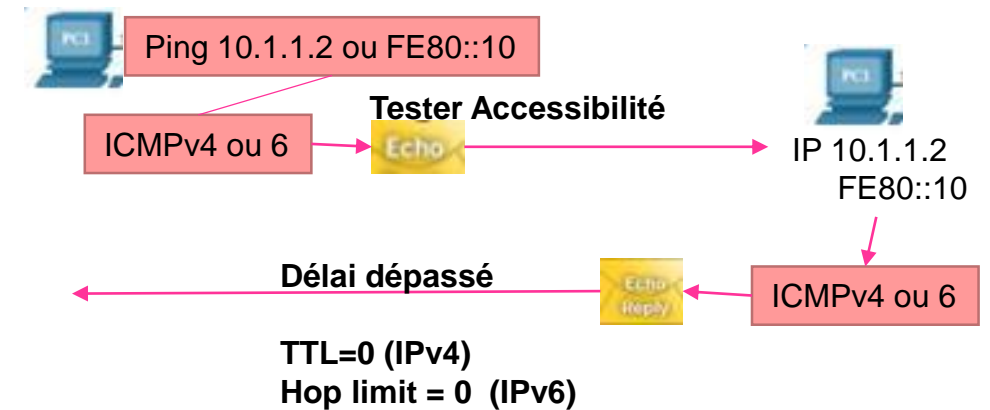 PC1
Ping 10.1.1.2 ou FE80::10
Tester Accessibilité
ICMPv4 ou 6
Echo
PC1
IP 10.1.1.2
FE80::10
Délai dépassé
Echo
Reply
ICMPv4 ou 6
TTL=0 (IPv4)
Hop limit = 0 (IPv6)